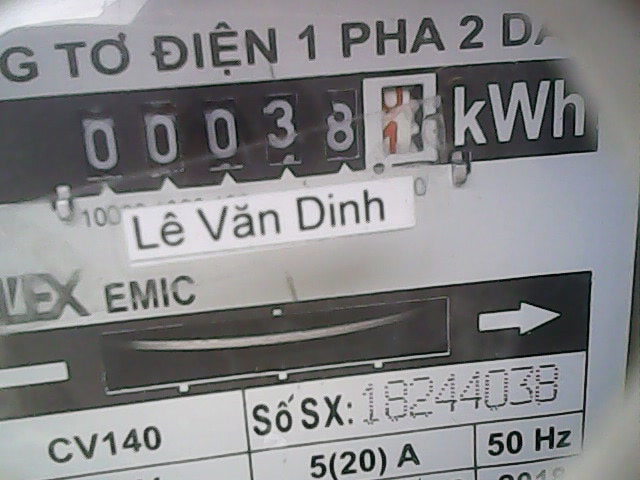 G TƠ ĐIỆN 1 PHA 2 D
0 0 0 3 8 1 kWh
Lê Văn Dinh
EMIC
CV140
Số SX: 18244038
5(20) A
50 Hz